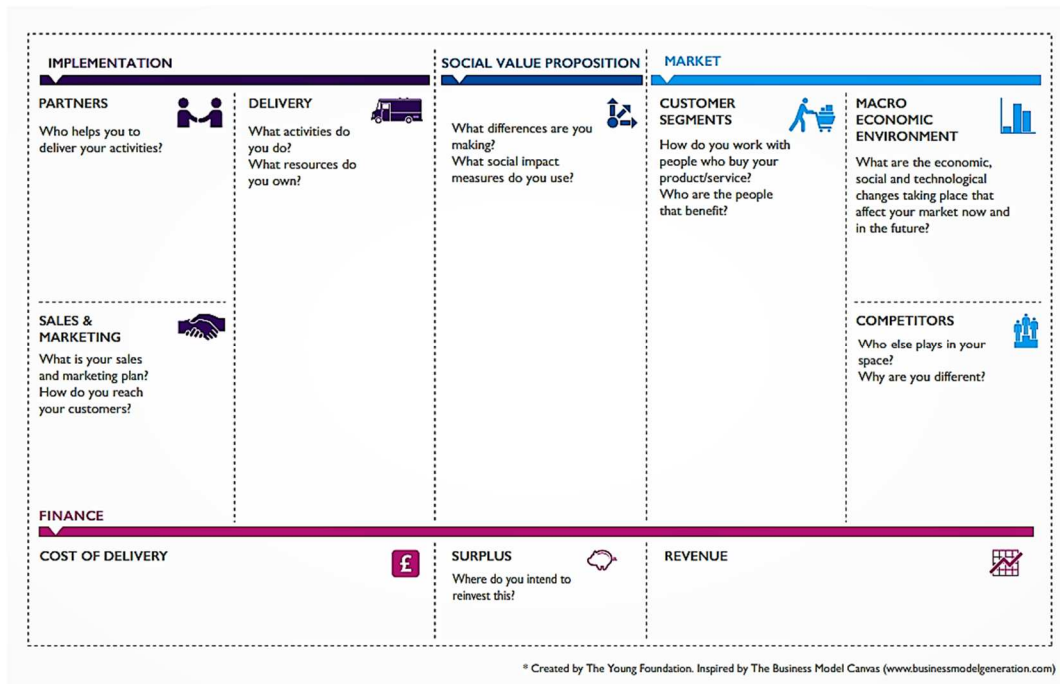 IMPLEMENTATION
SOCIAL VALUE PROPOSITION
MARKET
PARTNERS
Who helps you to
deliver your activities?
DELIVERY
What activities do
you do?
What resources do
you own?
What differences are you
making?
What social impact
measures do you use?
CUSTOMER
SEGMENTS
How do you work with
people who buy your
product/service?
Who are the people
that benefit?
MACRO
ECONOMIC
ENVIRONMENT
What are the economic,
social and technological
changes taking place that
affect your market now and
in the future?
SALES &
MARKETING
What is your sales
and marketing plan?
How do you reach
your customers?
COMPETITORS
Who else plays in your
space?
Why are you different?
FINANCE
COST OF DELIVERY
£
SURPLUS
Where do you intend to
reinvest this?
REVENUE
* Created by The Young Foundation. Inspired by The Business Model Canvas (www.businessmodelgeneration.com)